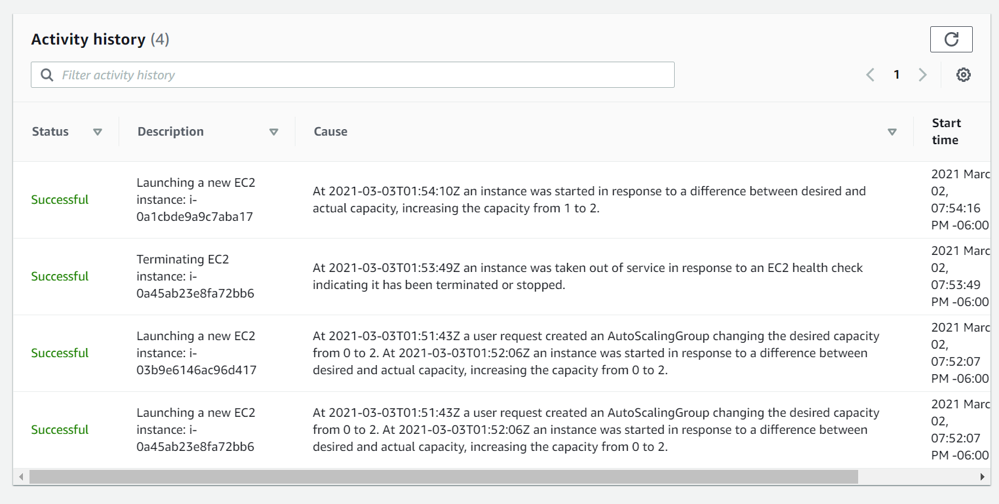 Activity history (4)
Filter activity history
1
Status
Description
Cause
Start
time
Successful
Launching a new EC2
instance: i-
0a1cbde9a9c7aba17
At 2021-03-03T01:54:10Z an instance was started in response to a difference between desired and
actual capacity, increasing the capacity from 1 to 2.
2021 Marc
02,
07:54:16
PM -06:00
Successful
Terminating EC2
instance: i-
0a45ab23e8fa72bb6
At 2021-03-03T01:53:49Z an instance was taken out of service in response to an EC2 health check
indicating it has been terminated or stopped.
2021 Marc
02,
07:53:49
PM -06:00
Successful
Launching a new EC2
instance: i-
03b9e6146ac96d417
At 2021-03-03T01:51:43Z a user request created an AutoScalingGroup changing the desired capacity
from 0 to 2. At 2021-03-03T01:52:06Z an instance was started in response to a difference between
desired and actual capacity, increasing the capacity from 0 to 2.
2021 Marc
02,
07:52:07
PM -06:00
Successful
Launching a new EC2
instance: i-
0a45ab23e8fa72bb6
At 2021-03-03T01:51:43Z a user request created an AutoScalingGroup changing the desired capacity
from 0 to 2. At 2021-03-03T01:52:06Z an instance was started in response to a difference between
desired and actual capacity, increasing the capacity from 0 to 2.
2021 Marc
02,
07:52:07
PM -06:00